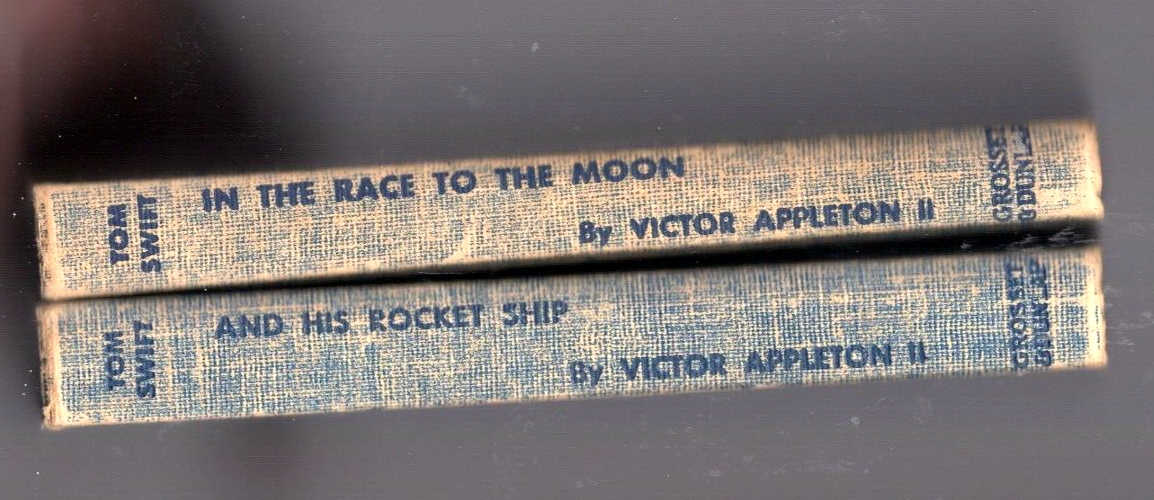 TOM
SWIFT
IN THE RACE TO THE MOON
By VICTOR APPLETON II
GROSSET
& DUNLAP
TOM
SWIFT
AND HIS ROCKET SHIP
By VICTOR APPLETON II
GROSSET
& DUNLAP